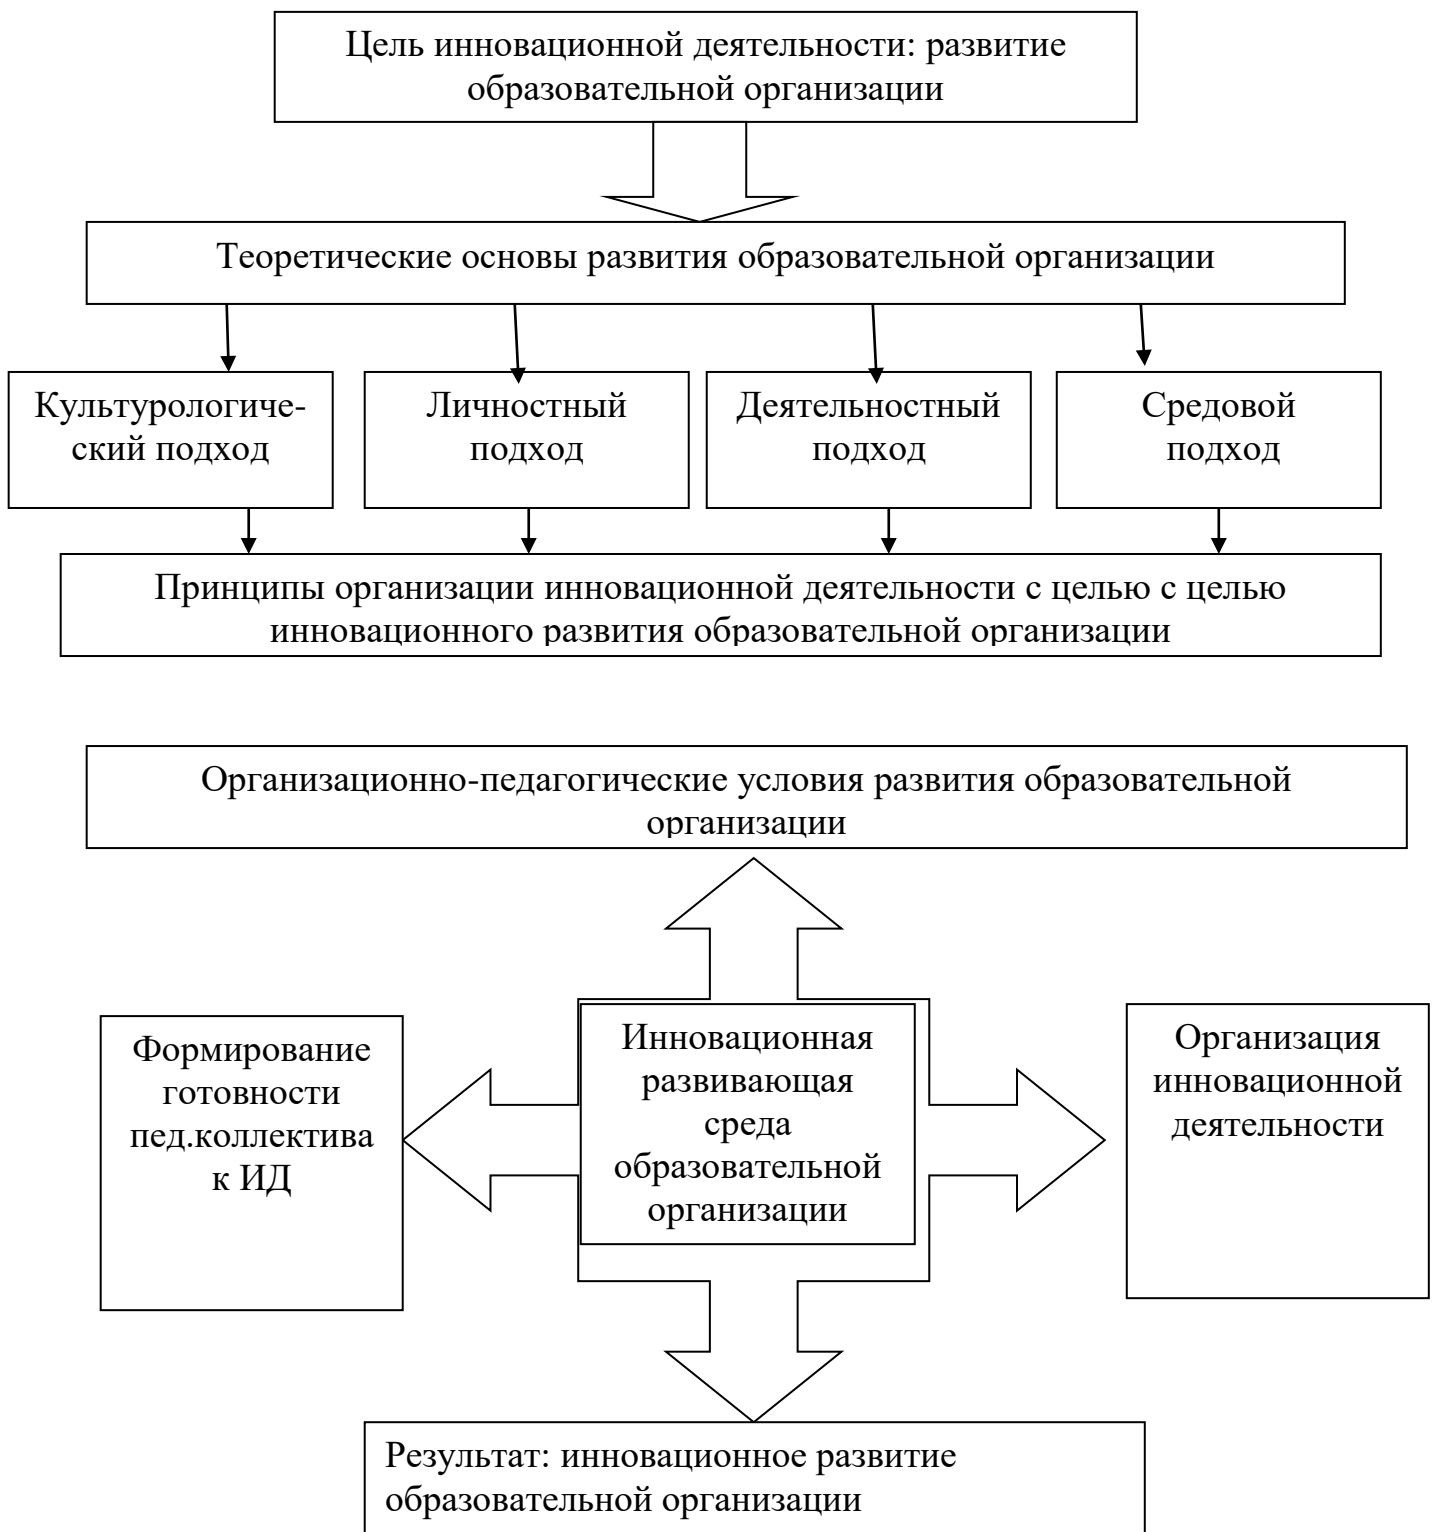 Цель инновационной деятельности: развитие
образовательной организации
Теоретические основы развития образовательной организации
Культурологиче-
ский подход
Личностный
подход
Деятельностный
подход
Средовой
подход
Принципы организации инновационной деятельности с целью с целью
инновационного развития образовательной организации
Организационно-педагогические условия развития образовательной
организации
Формирование
готовности
пед.коллектива
к ИД
Инновационная
развивающая
среда
образовательной
организации
Организация
инновационной
деятельности
Результат: инновационное развитие
образовательной организации